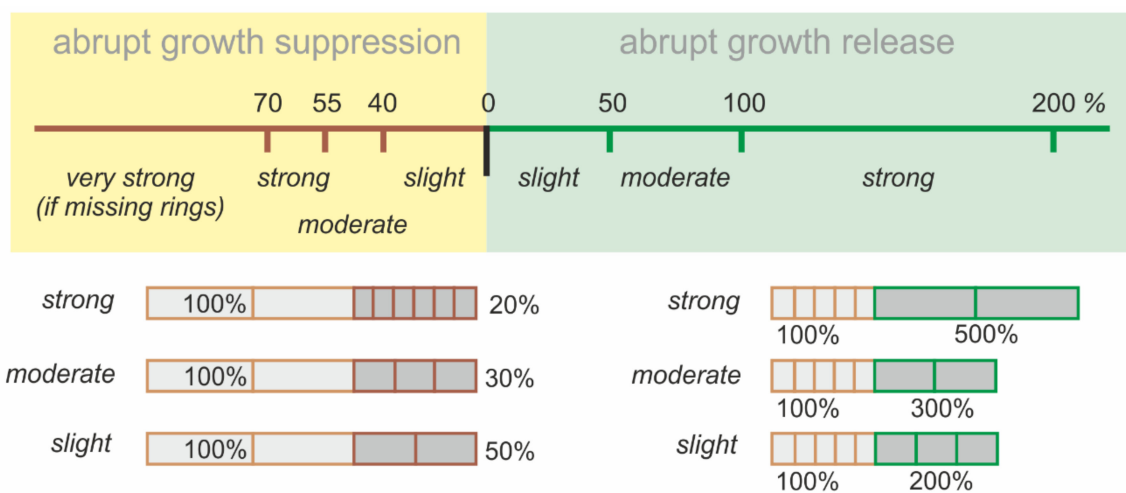 abrupt growth suppression
abrupt growth release
70 55 40 0 50 100 200 %
very strong
(if missing rings)
strong
moderate
slight
slight
moderate
strong
strong 100% 20%
moderate 100% 30%
slight 100% 50%
strong
100% 500%
moderate
100% 300%
slight
100% 200%